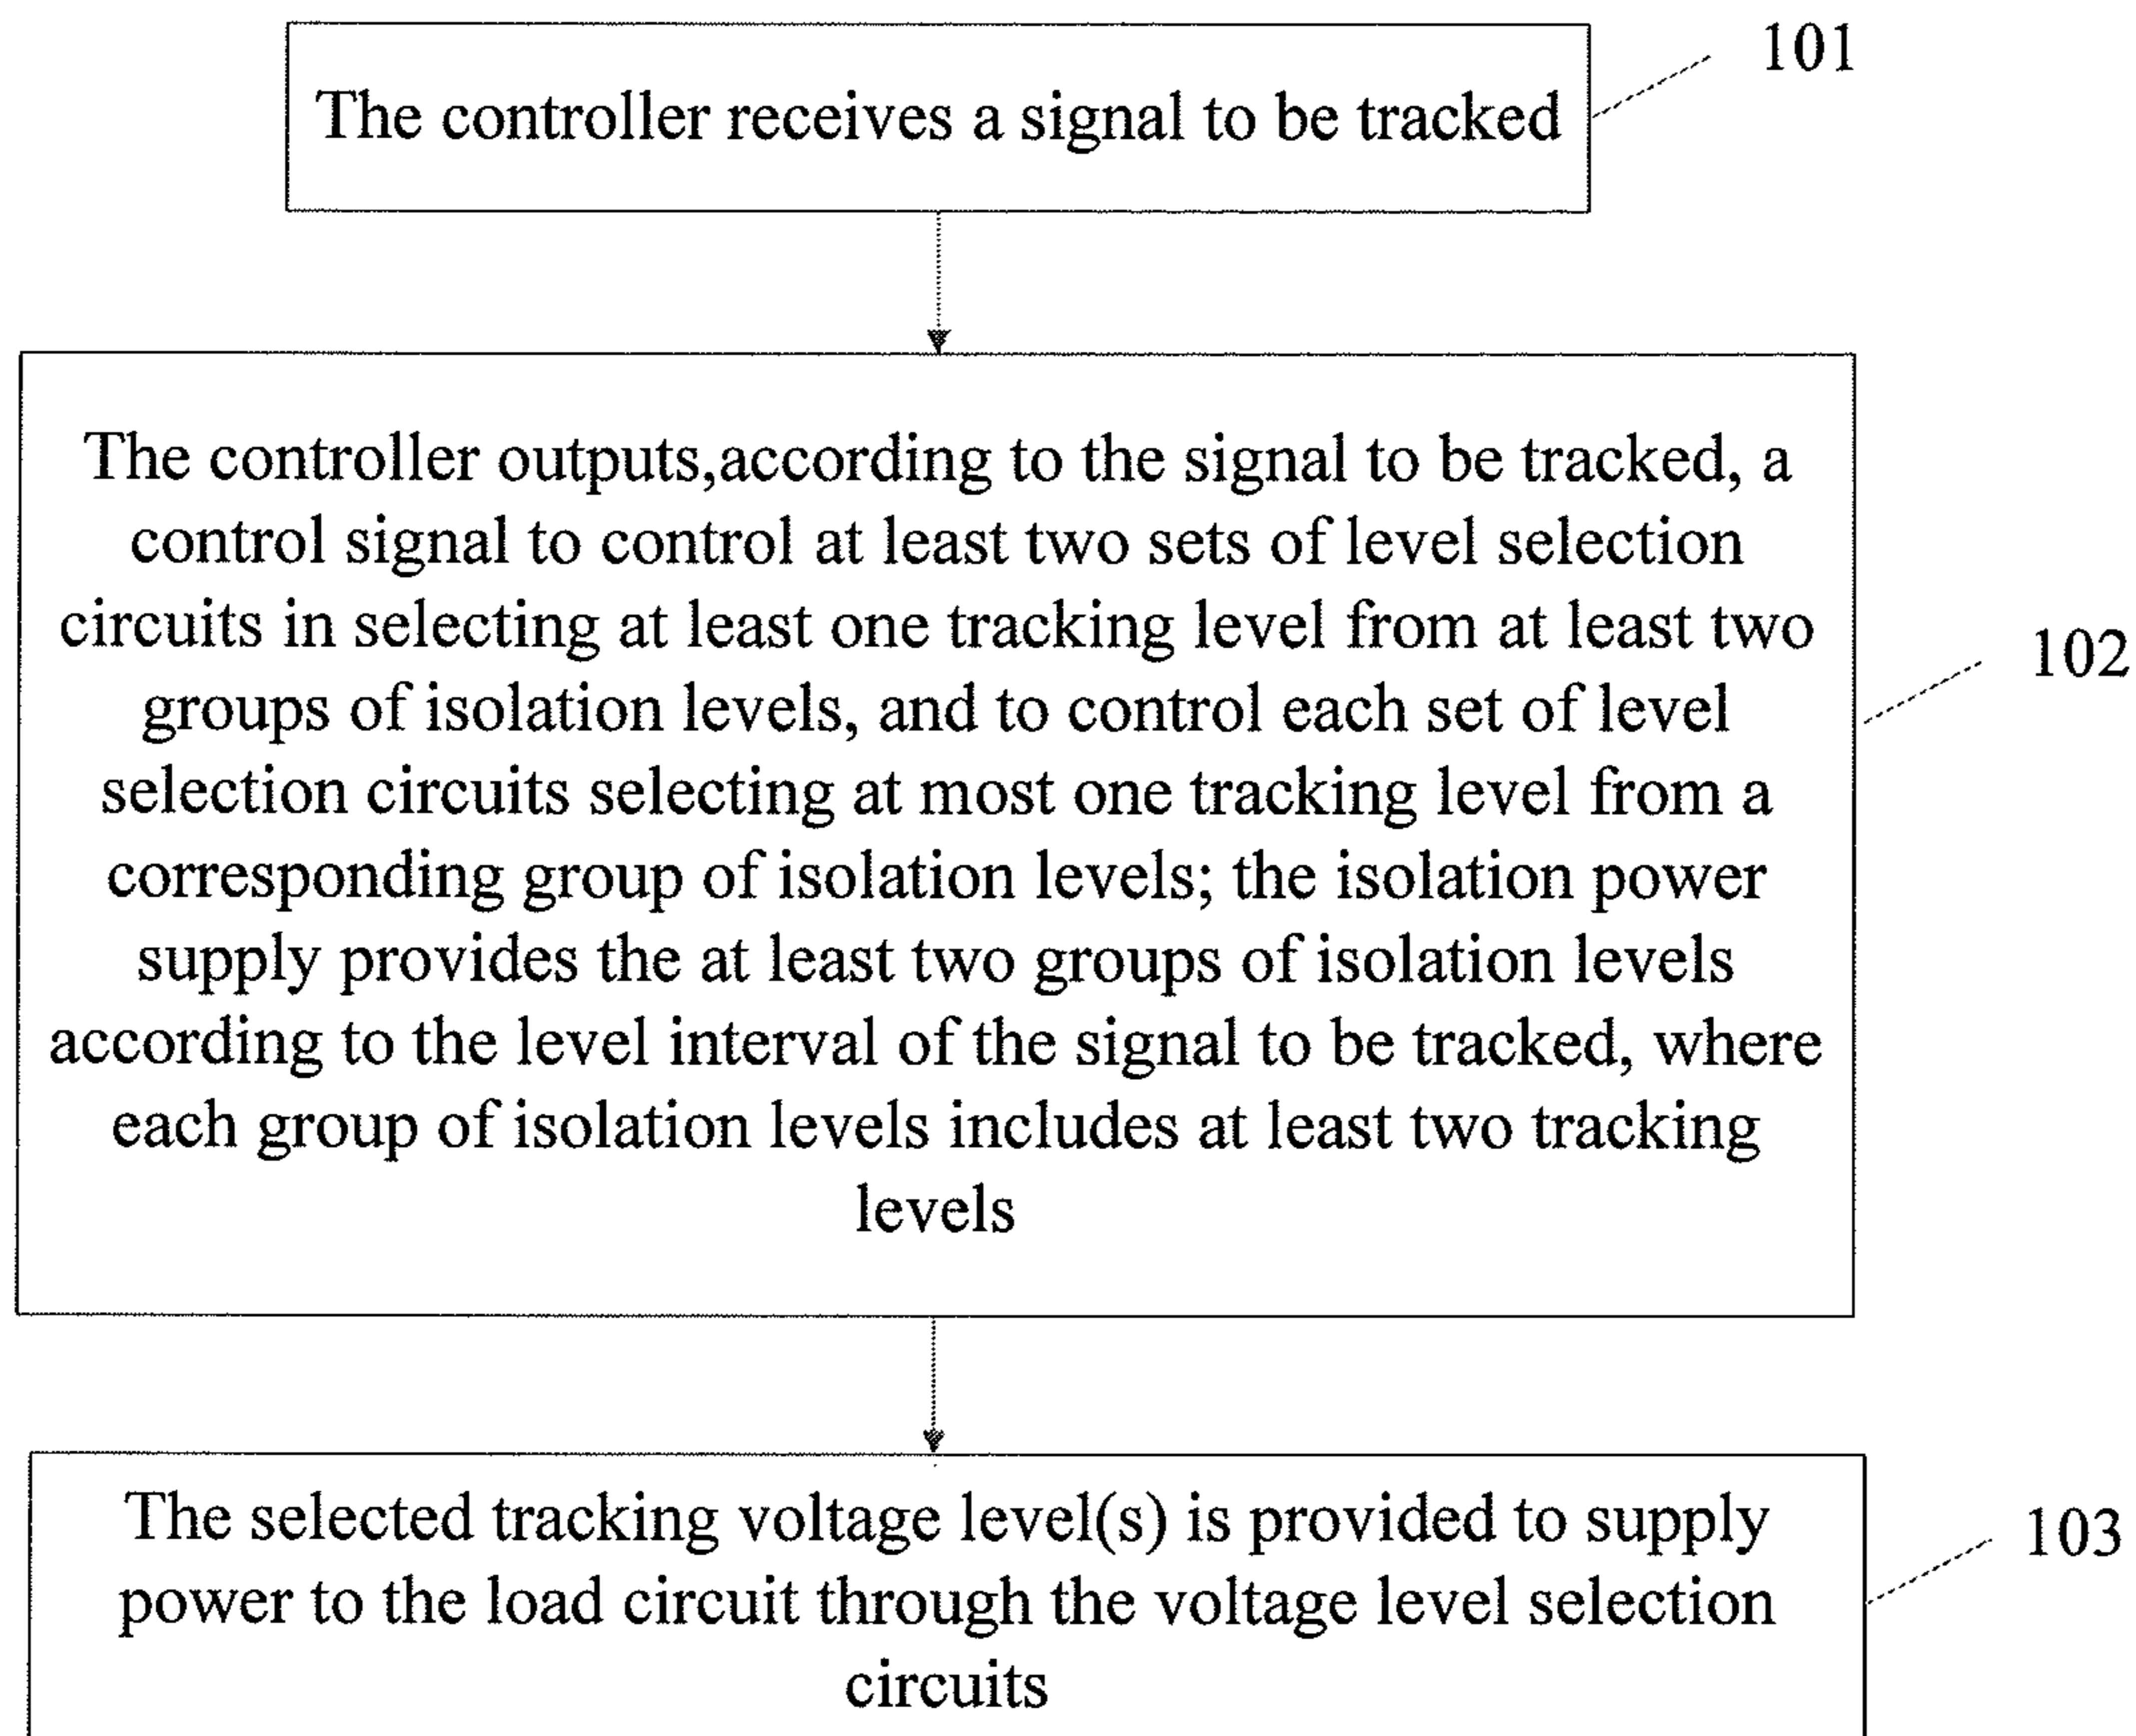 101
The controller receives a signal to be tracked
The controller outputs,according to the signal to be tracked, a
control signal to control at least two sets of level selection
circuits in selecting at least one tracking level from at least two
groups of isolation levels, and to control each set of level
selection circuits selecting at most one tracking level from a
corresponding group of isolation levels; the isolation power
supply provides the at least two groups of isolation levels
according to the level interval of the signal to be tracked, where
each group of isolation levels includes at least two tracking
levels
102
The selected tracking voltage level(s) is provided to supply
power to the load circuit through the voltage level selection
circuits
103